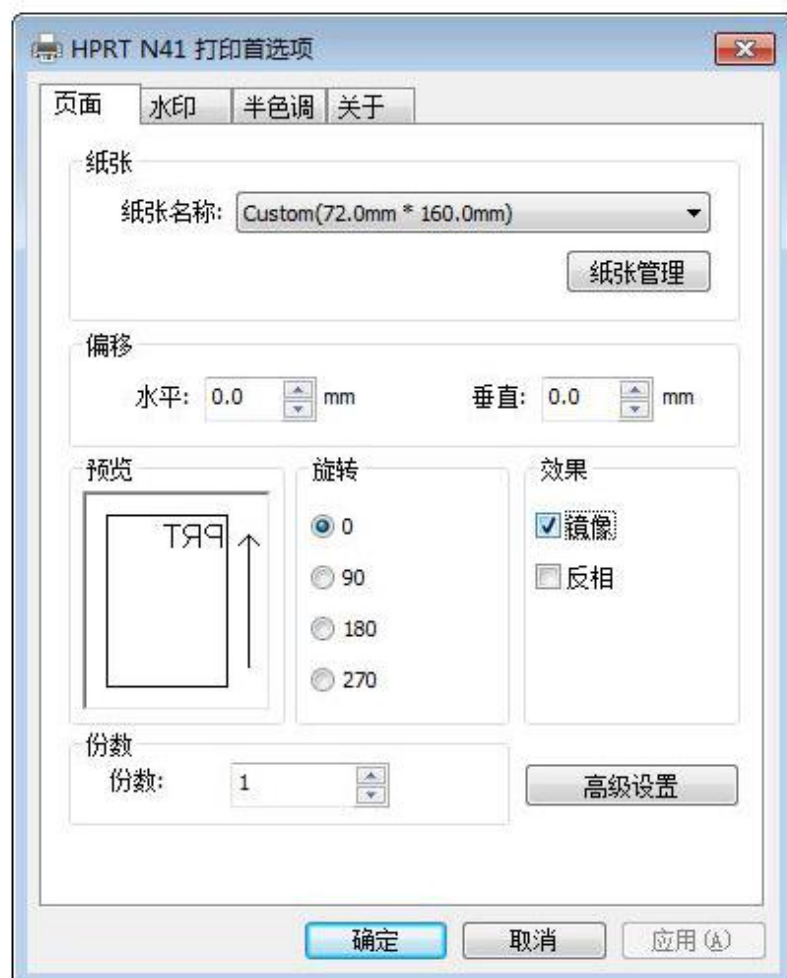 HPRT N41 打印首选项
页面 水印 半色调 关于
纸张
纸张名称: Custom(72.0mm * 160.0mm)
纸张管理
偏移
水平: 0.0 mm 垂直: 0.0 mm
预览 旋转 效果
PRT
0 镜像
90 反相
180
270
份数
份数: 1 高级设置
确定 取消 应用(A)